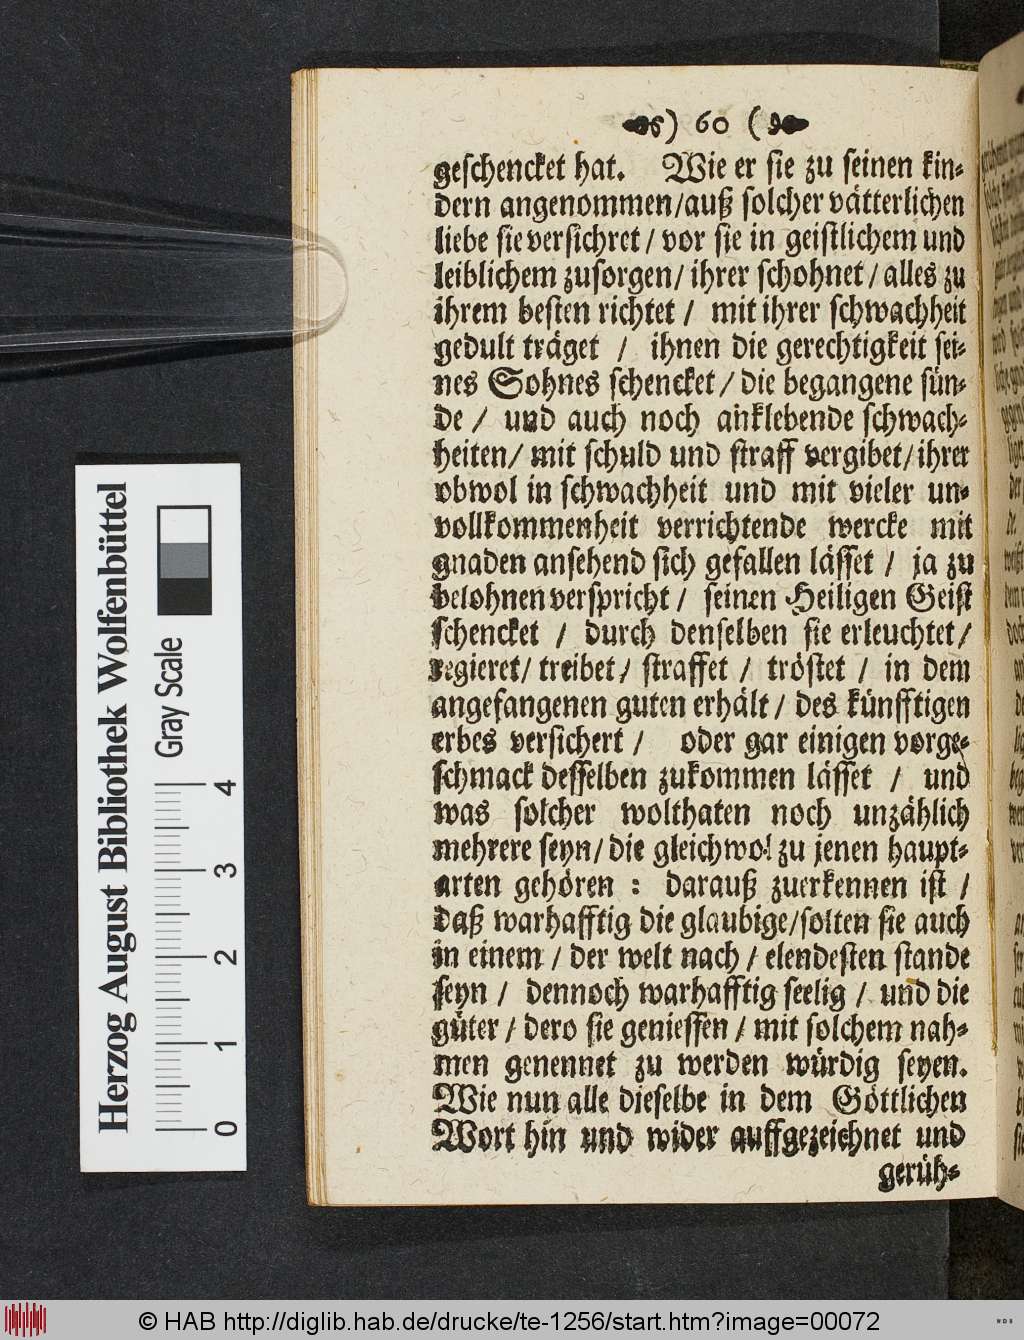 ) 60 (
geschencket hat. Wie er sie zu seinen kin-
dern angenommen/auß solcher vätterlichen
liebe sie versichret / vor sie in geistlichem und
leiblichem zusorgen/ ihrer schohnet / alles zu
ihrem besten richtet / mit ihrer schwachheit
gedult träget / ihnen die gerechtigkeit sei-
nes Sohnes schencket / die begangene sün-
de / und auch noch anklebende schwach-
heiten/ mit schuld und straff vergibet/ ihrer
obwol in schwachheit und mit vieler un-
vollkommenheit verrichtende wercke mit
gnaden ansehend sich gefallen lässet / ja zu
belohnen verspricht / seinen Heiligen Geist
schencket / durch denselben sie erleuchtet/
regieret/ treibet/ straffet / tröstet / in dem
angefangenen guten erhält / des künfftigen
erbes versichert / oder gar einigen vorge-
schmack desselben zukommen lässet / und
was solcher wolthaten noch unzählich
mehrere seyn/ die gleichwol zu jenen haupt-
arten gehören : darauß zuerkennen ist /
daß warhafftig die glaubige/solten sie auch
in einem / der welt nach / elendesten stande
seyn / dennoch warhafftig seelig / und die
güter / dero sie geniessen / mit solchem nah-
men genennet zu werden würdig seyen.
Wie nun alle dieselbe in dem Göttlichen
Wort hin und wider auffgezeichnet und
gerüh-
Herzog August Bibliothek Wolfenbüttel
Gray Scale
0 1 2 3 4
© HAB http://diglib.hab.de/drucke/te-1256/start.htm?image=00072